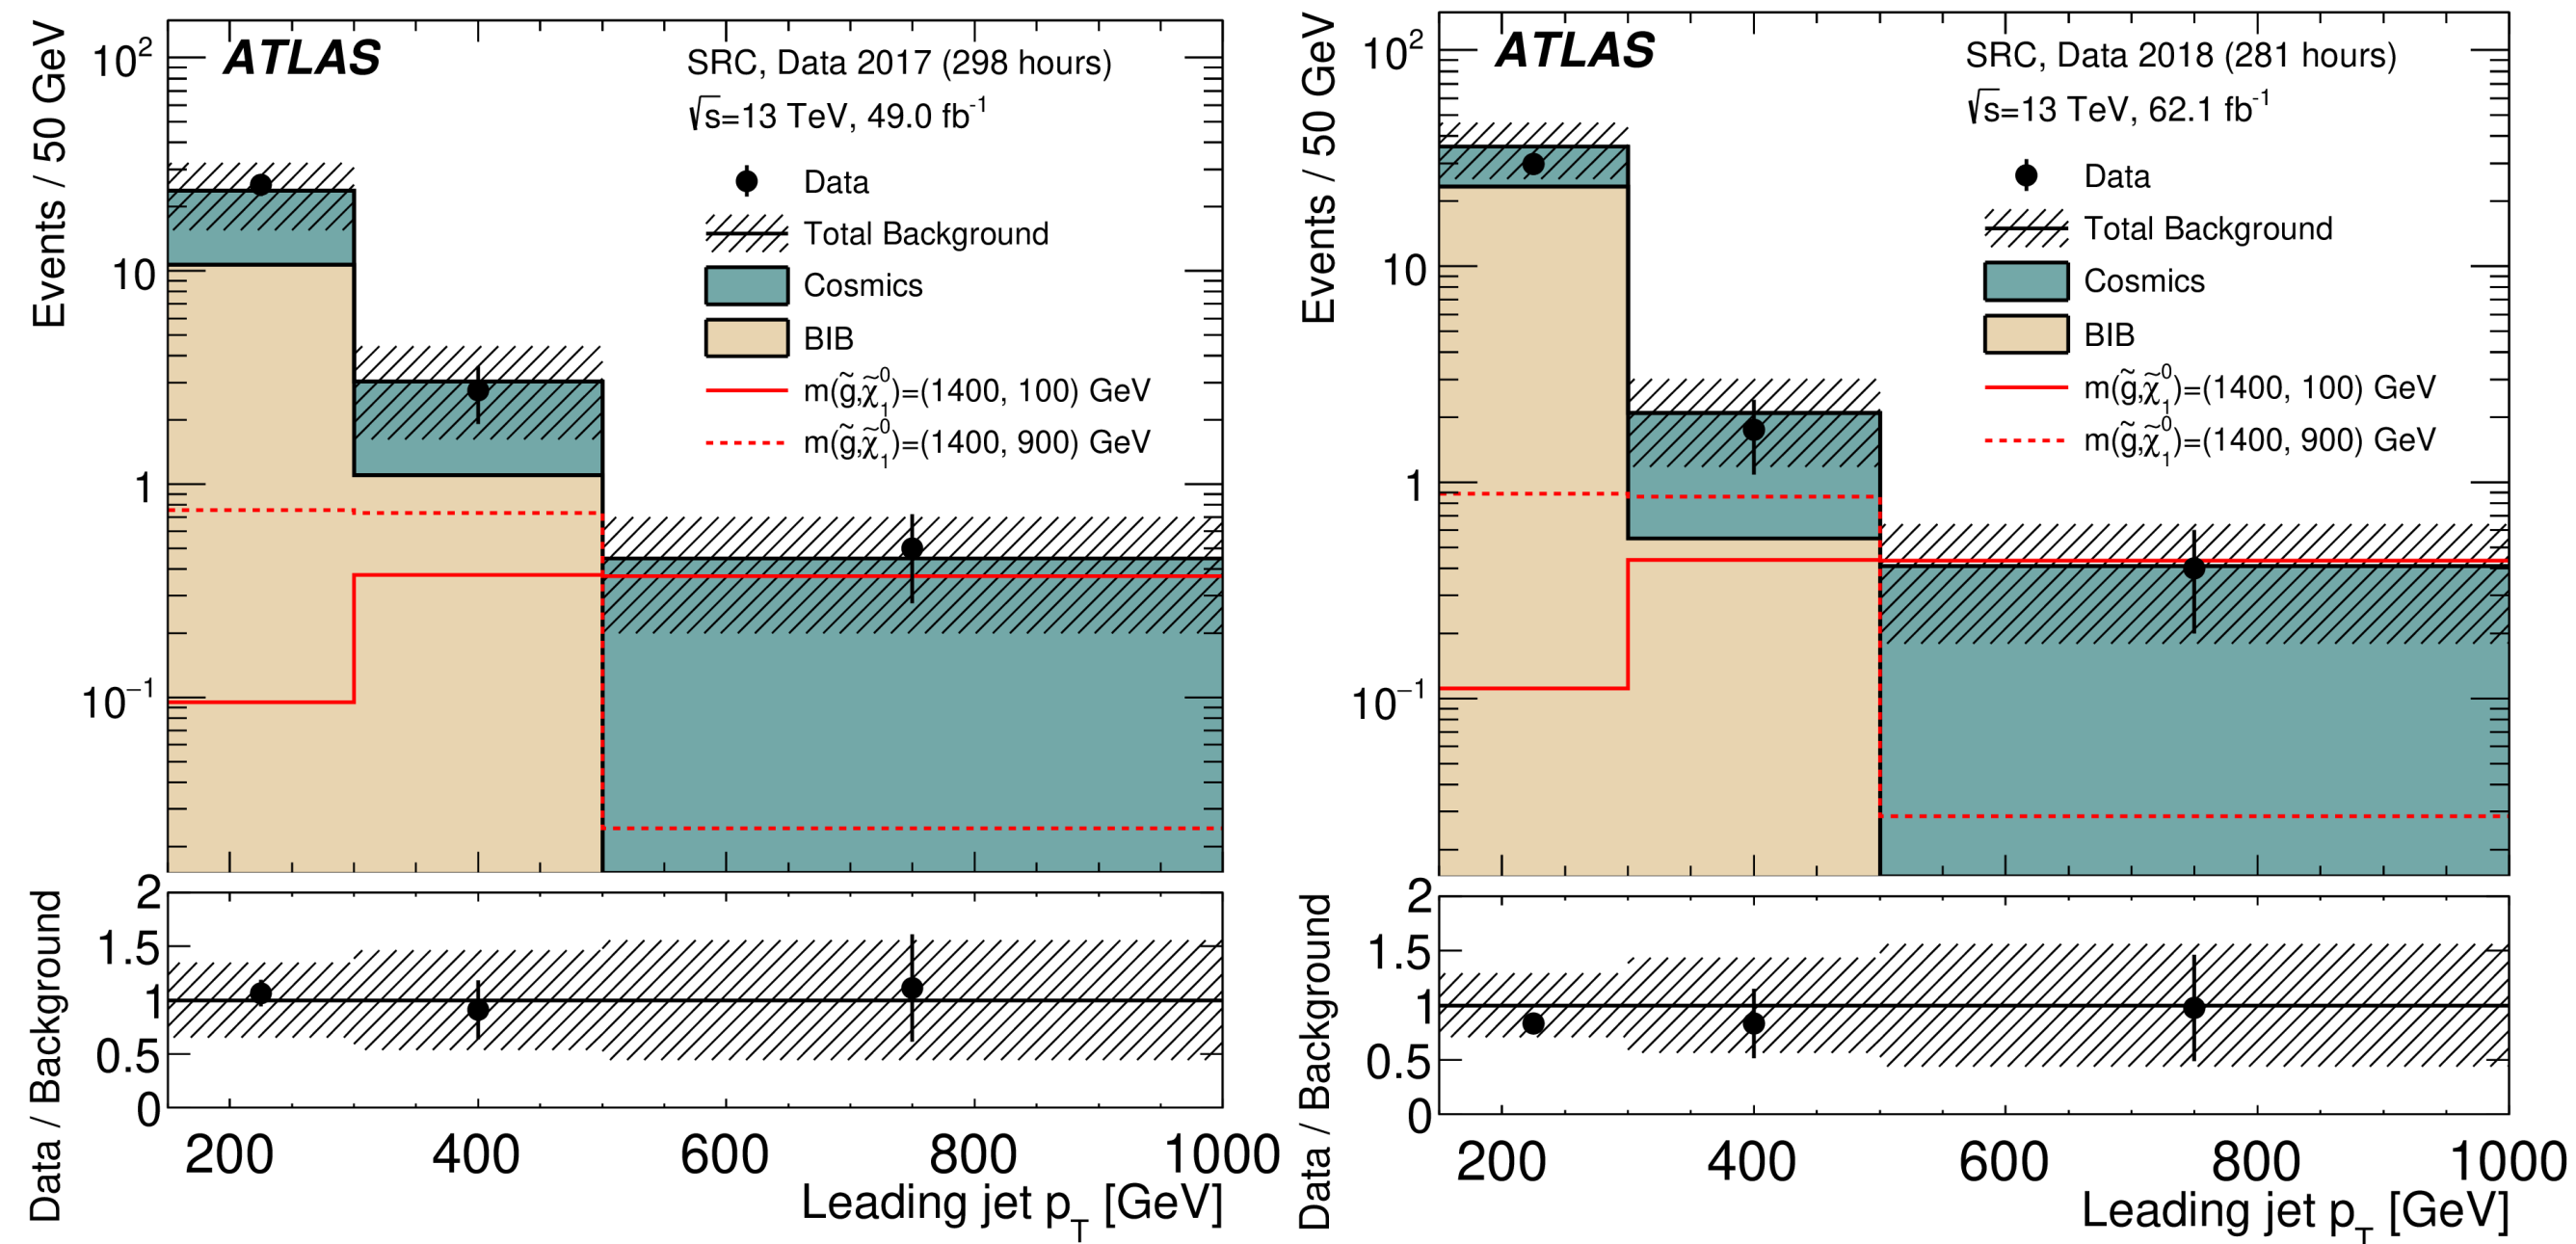 ATLAS
SRC, Data 2017 (298 hours)
√s=13 TeV, 49.0 fb⁻¹
Data
Total Background
Cosmics
BIB
m(g̃,χ̃₁⁰)=(1400, 100) GeV
m(g̃,χ̃₁⁰)=(1400, 900) GeV
Events / 50 GeV
10²
10
1
10⁻¹
Data / Background
2
1.5
1
0.5
0
200 400 600 800 1000
Leading jet p_T [GeV]
ATLAS
SRC, Data 2018 (281 hours)
√s=13 TeV, 62.1 fb⁻¹
Data
Total Background
Cosmics
BIB
m(g̃,χ̃₁⁰)=(1400, 100) GeV
m(g̃,χ̃₁⁰)=(1400, 900) GeV
Events / 50 GeV
10²
10
1
10⁻¹
Data / Background
2
1.5
1
0.5
0
200 400 600 800 1000
Leading jet p_T [GeV]